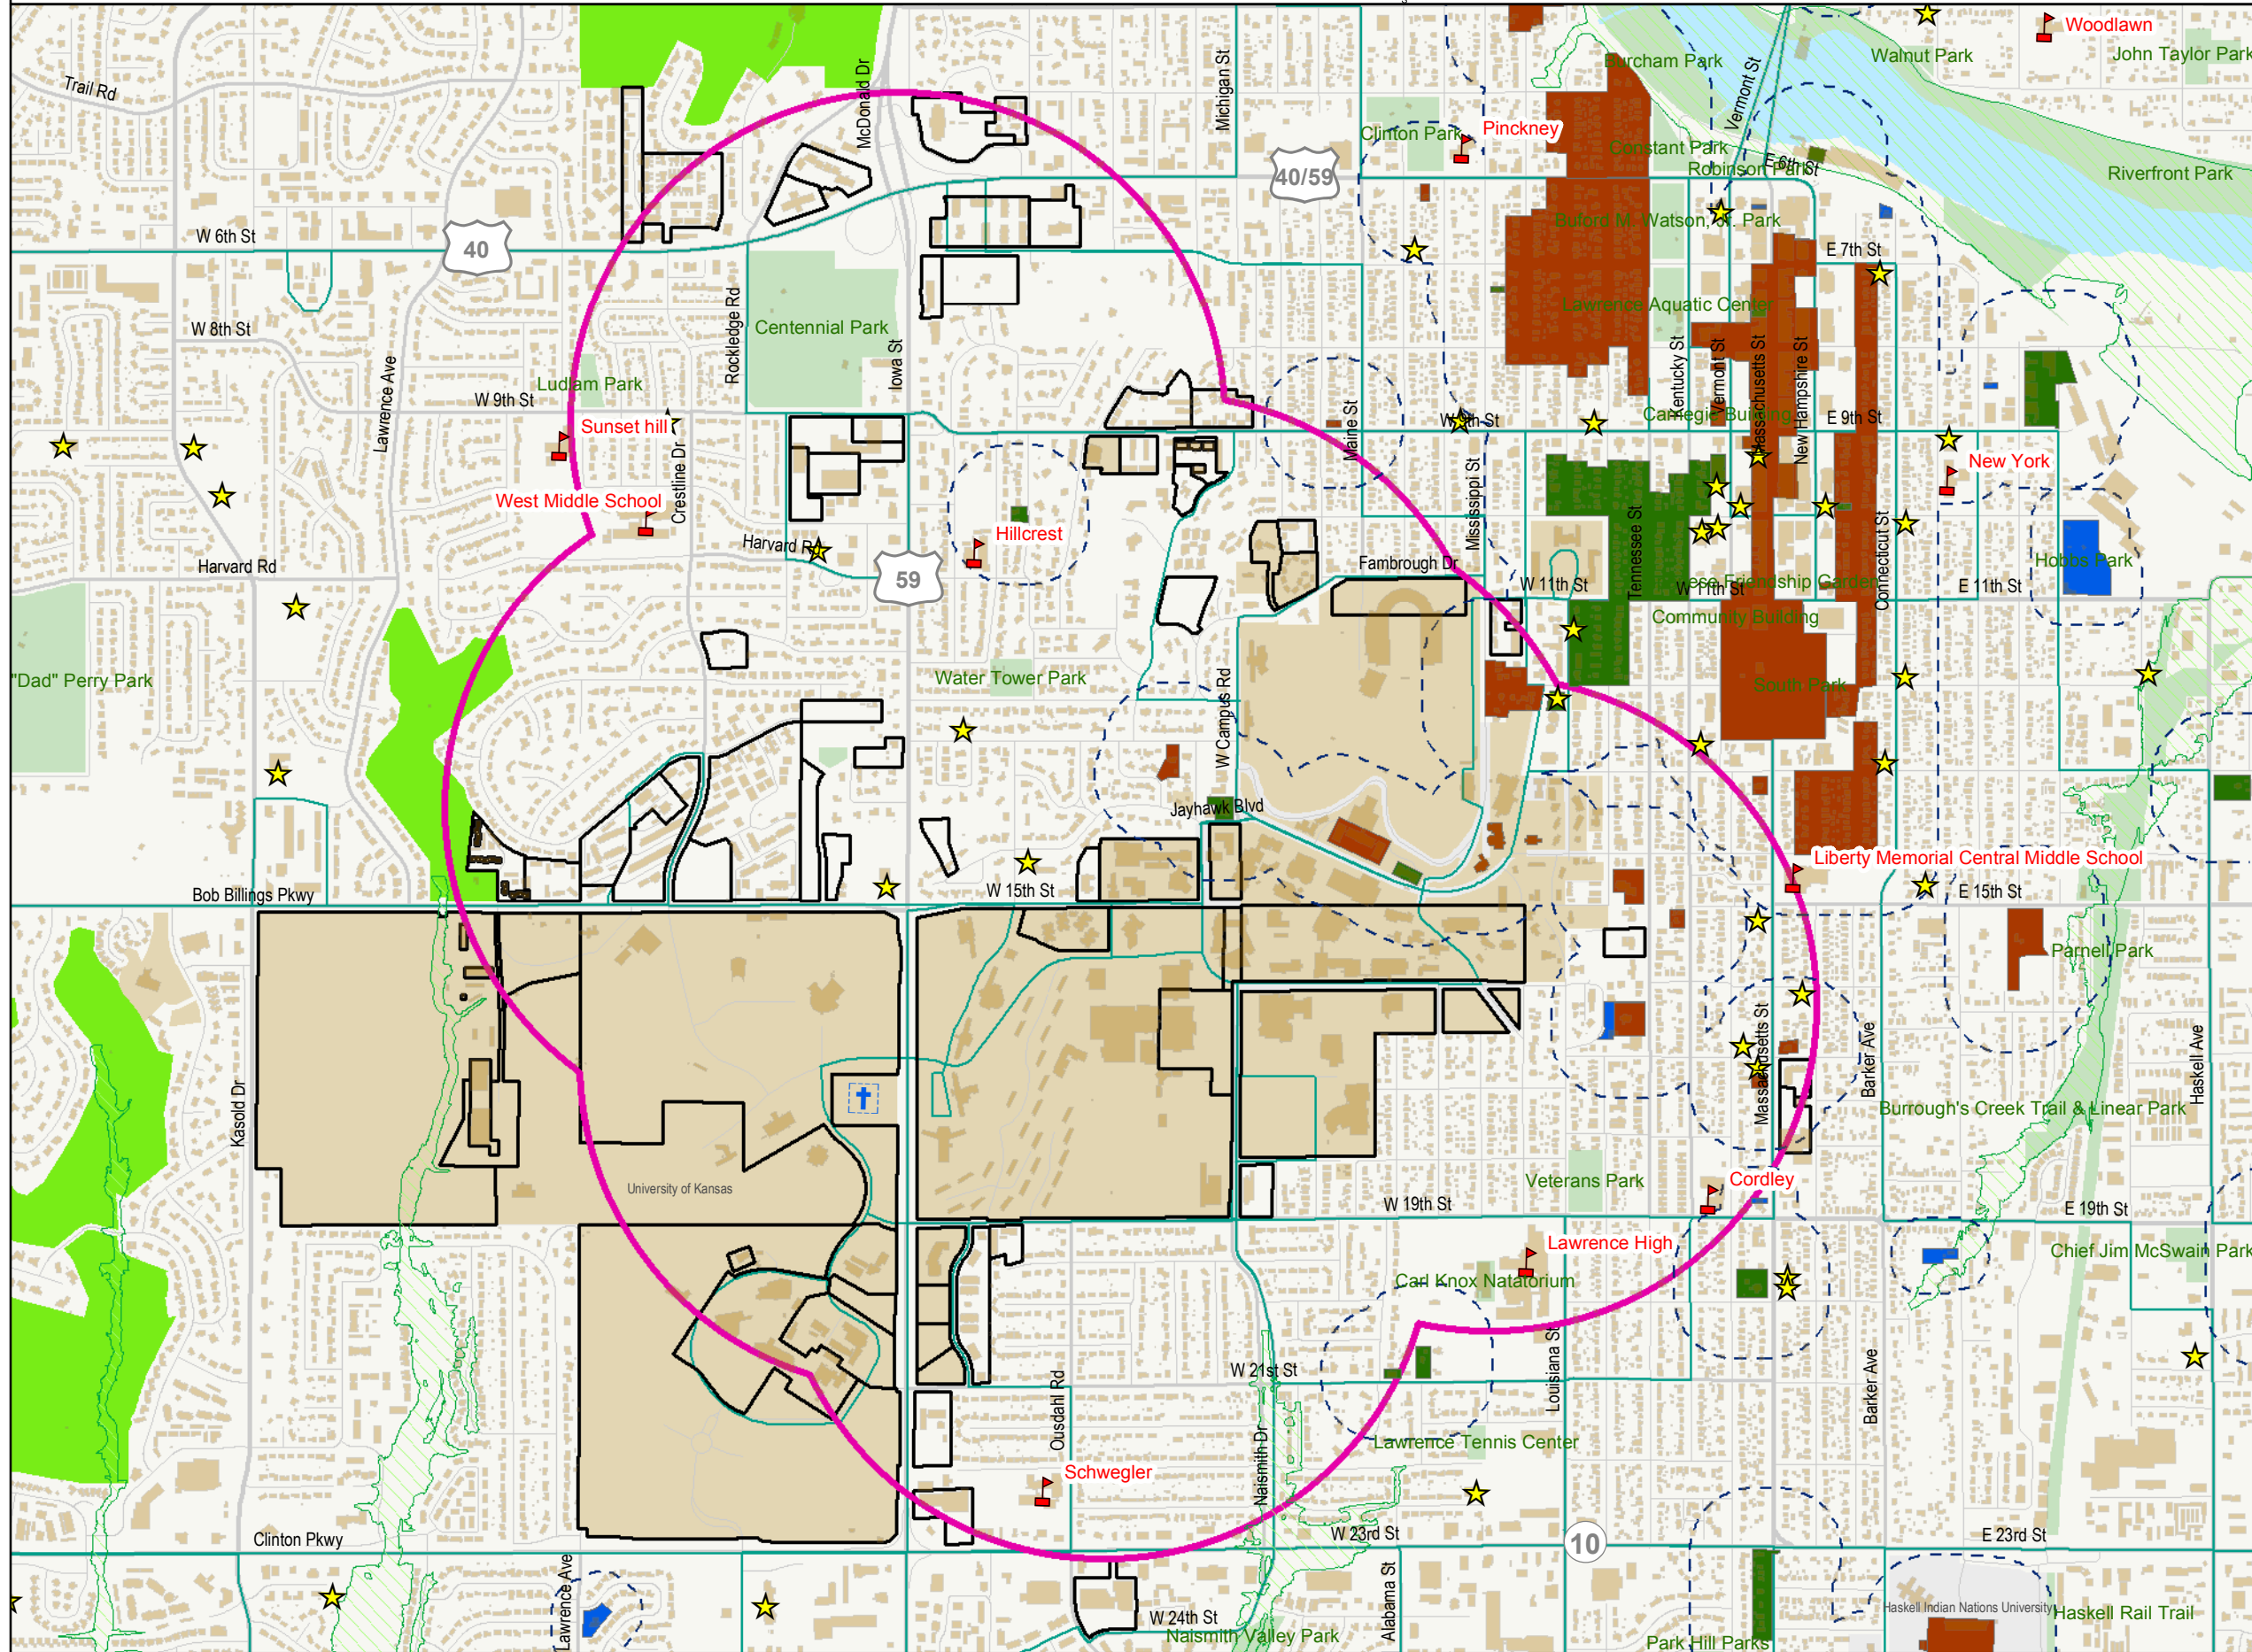 Woodlawn
Trail Rd
McDonald Dr
Michigan St
Burcham Park
Vermont St
Walnut Park
John Taylor Park
Clinton Park
Pinckney
Constant Park
Robinson Park
E 6th St
Riverfront Park
40/59
W 6th St
40
Buford M. Watson, Jr. Park
E 7th St
W 8th St
Rockledge Rd
Centennial Park
Iowa St
Lawrence Aquatic Center
Lawrence Ave
Ludlam Park
W 9th St
Kentucky St
Vermont St
Massachusetts St
New Hampshire St
Carnegie Building
E 9th St
Sunset hill
Crestline Dr
Maine St
W 9th St
Mississippi St
New York
West Middle School
Harvard Rd
Hillcrest
Tennessee St
Connecticut St
Harvard Rd
59
Fambrough Dr
W 11th St
Hobbs Park
W 11th St
E 11th St
Community Building
"Dad" Perry Park
Water Tower Park
W Campus Rd
South Park
Jayhawk Blvd
Liberty Memorial Central Middle School
Bob Billings Pkwy
W 15th St
E 15th St
Parnell Park
Kasold Dr
Massachusetts St
Barker Ave
Haskell Ave
Burrough's Creek Trail & Linear Park
University of Kansas
Veterans Park
Cordley
W 19th St
E 19th St
Lawrence High
Chief Jim McSwain Park
Carl Knox Natatorium
W 21st St
Louisiana St
Ousdahl Rd
Naismith Dr
Barker Ave
Lawrence Tennis Center
Schwegler
Clinton Pkwy
W 23rd St
10
E 23rd St
Lawrence Ave
Alabama St
W 24th St
Naismith Valley Park
Haskell Indian Nations University
Haskell Rail Trail
Park Hill Parks